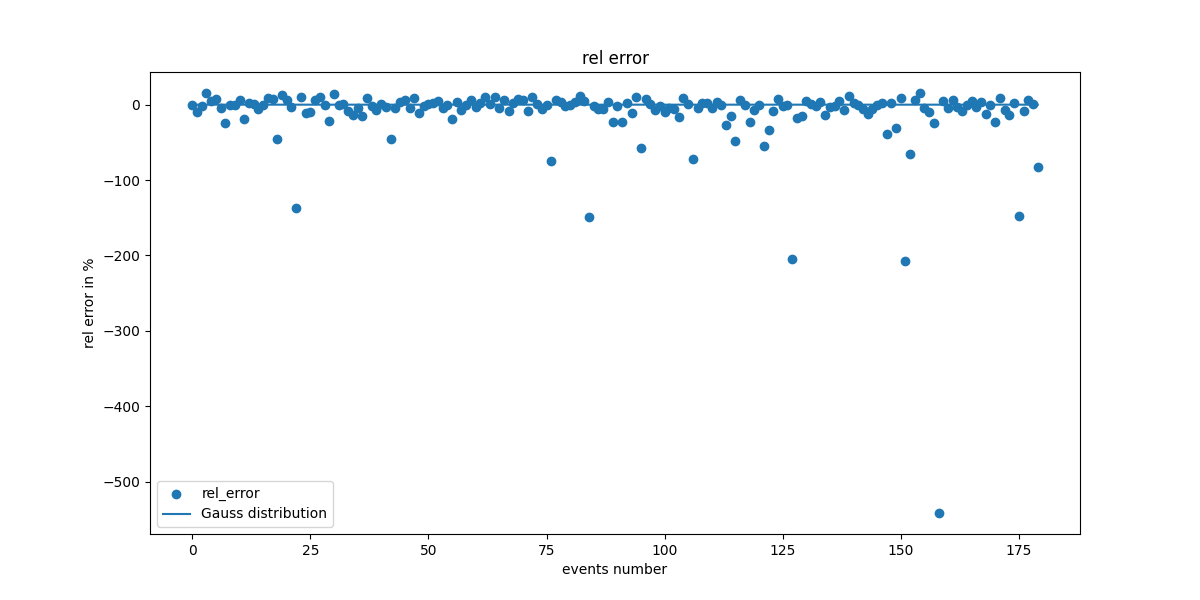 rel error
rel error in %
0
−100
−200
−300
−400
−500
rel_error
Gauss distribution
0 25 50 75 100 125 150 175
events number